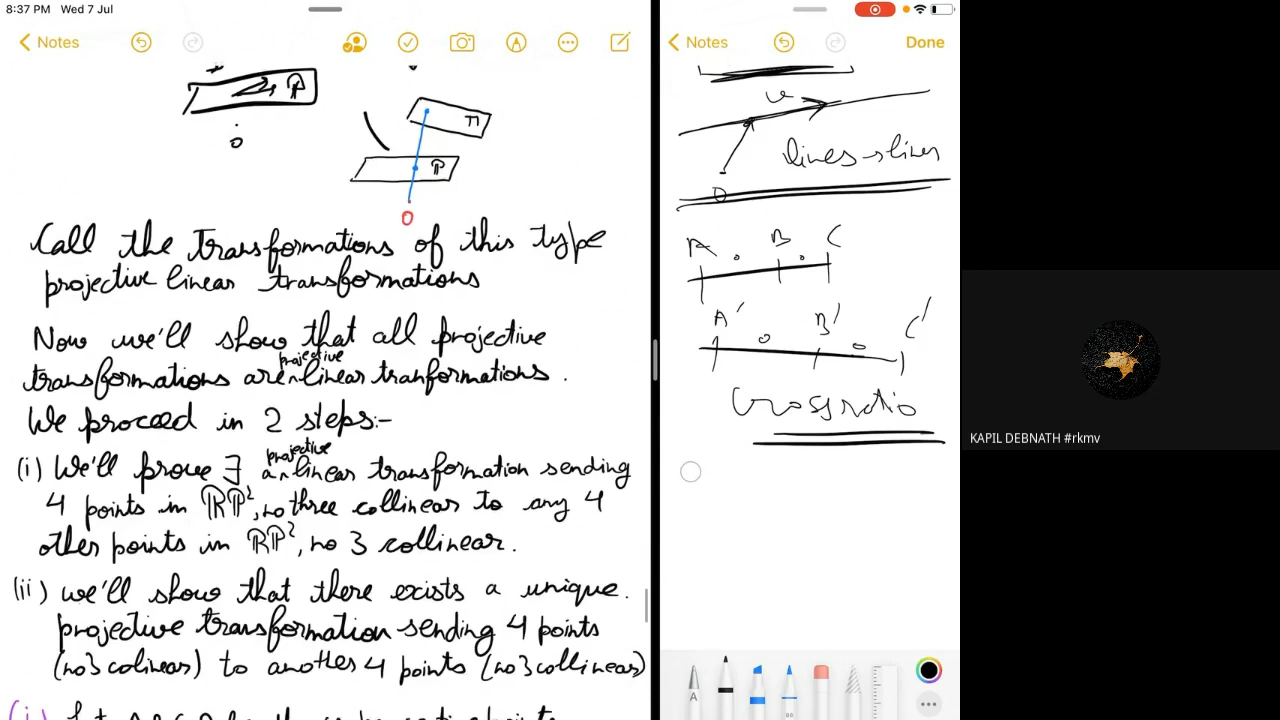 8:37 PM Wed 7 Jul
Notes
P
O
π
P
O
Call the transformations of this type
projective linear transformations
Now we'll show that all projective
projective
transformations are linear tranformations.
We proceed in 2 steps:-
projective
(i) We'll prove ∃ a linear transformation sending
4 points in RP², no three collinear to any 4
other points in RP², no 3 collinear.
(ii) we'll show that there exists a unique
projective transformation sending 4 points
(no 3 colinear) to another 4 points (no 3 collinear)
Notes
Done
v
lines → lines
O
A B C
A' B' C'
Cross ratio
A
KAPIL DEBNATH #rkmv